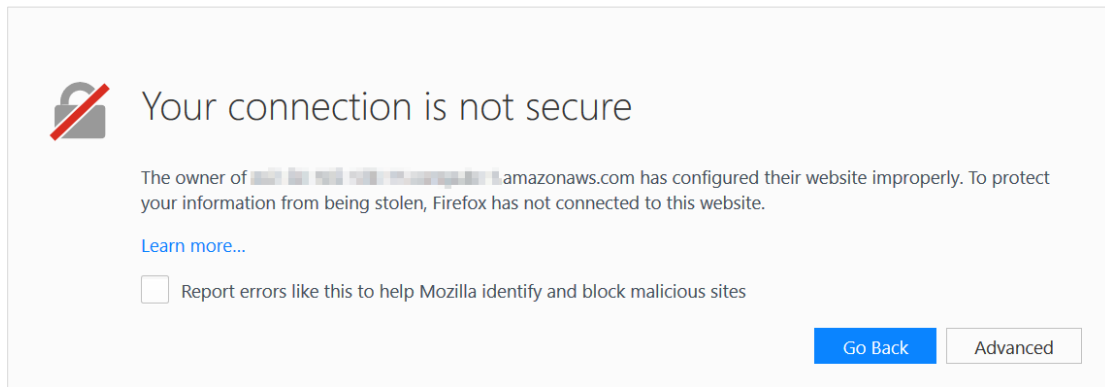 Your connection is not secure
The owner of .amazonaws.com has configured their website improperly. To protect
your information from being stolen, Firefox has not connected to this website.
Learn more...
Report errors like this to help Mozilla identify and block malicious sites
Go Back Advanced